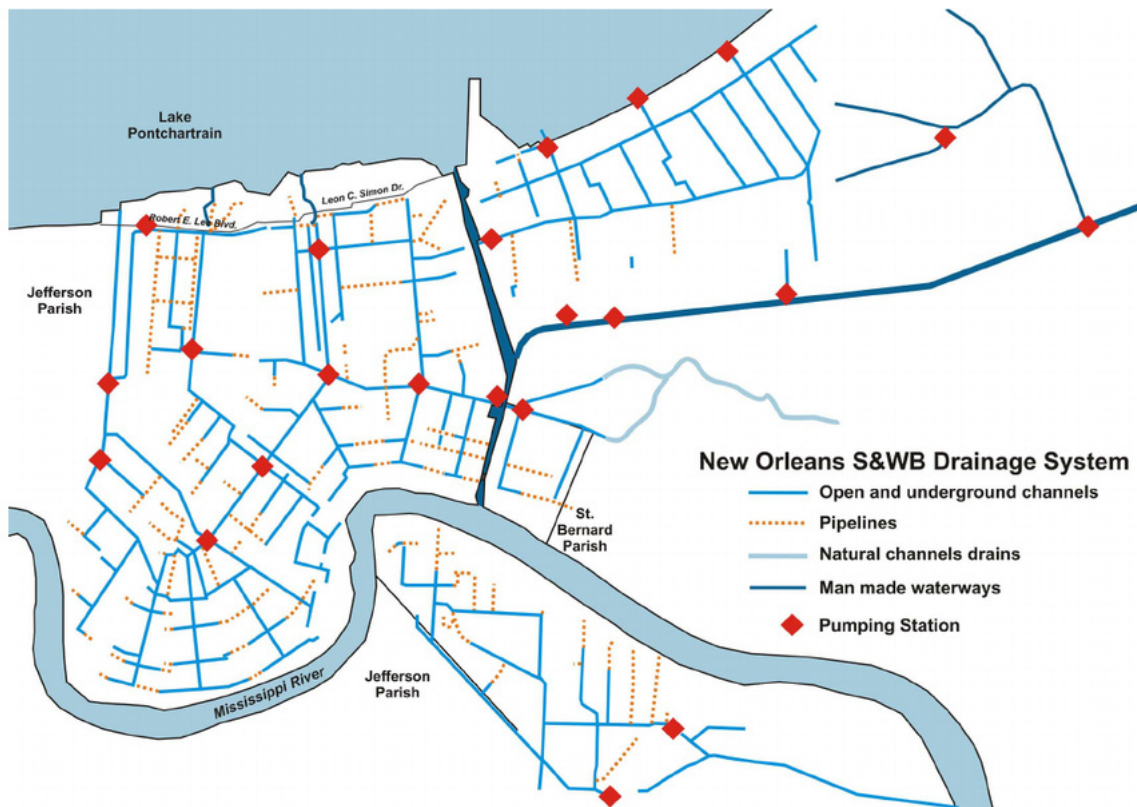 Lake
Pontchartrain
Leon C. Simon Dr.
Robert E. Lee Blvd.
Jefferson
Parish
New Orleans S&WB Drainage System
Open and underground channels
Pipelines
Natural channels drains
Man made waterways
Pumping Station
St.
Bernard
Parish
Jefferson
Parish
Mississippi River